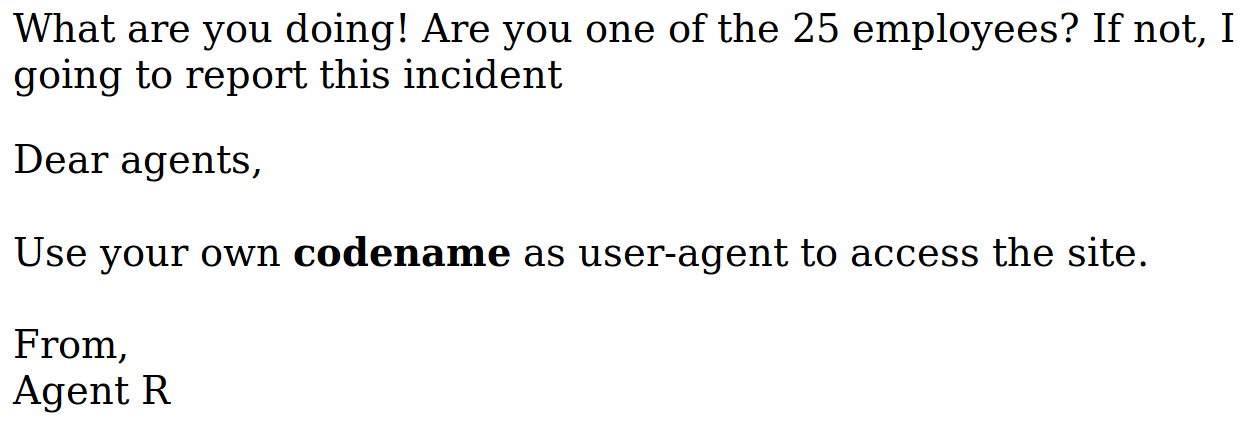 What are you doing! Are you one of the 25 employees? If not, I
going to report this incident
Dear agents,
Use your own codename as user-agent to access the site.
From,
Agent R